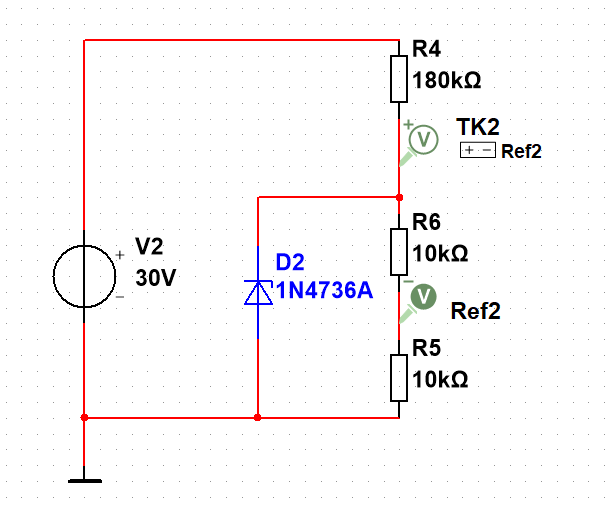 R4
180kΩ
+
V
TK2
+ −
Ref2
R6
10kΩ
−
V
Ref2
R5
10kΩ
V2
30V
+
−
D2
1N4736A